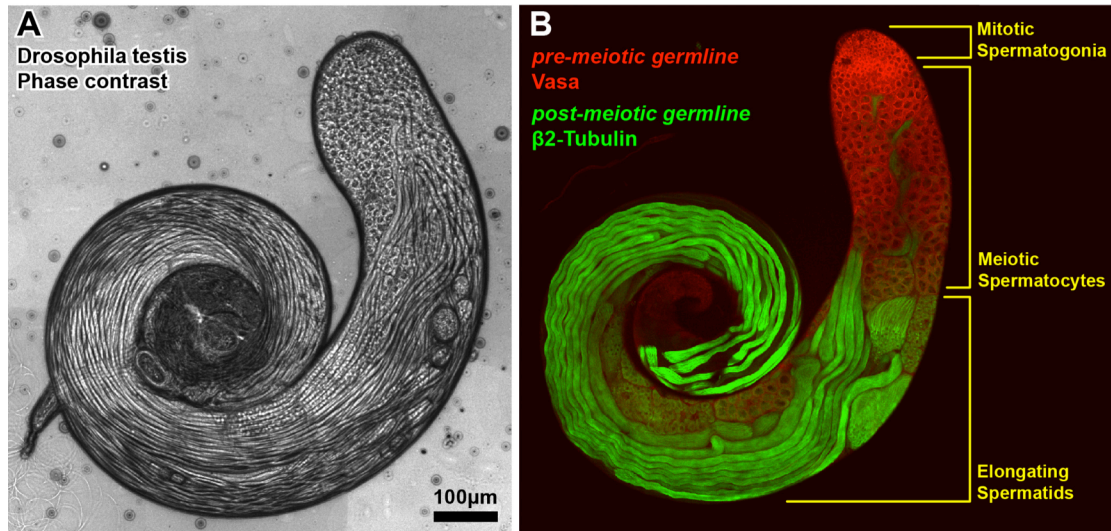 A
Drosophila testis
Phase contrast
100µm
B
pre-meiotic germline
Vasa
post-meiotic germline
β2-Tubulin
Mitotic
Spermatogonia
Meiotic
Spermatocytes
Elongating
Spermatids